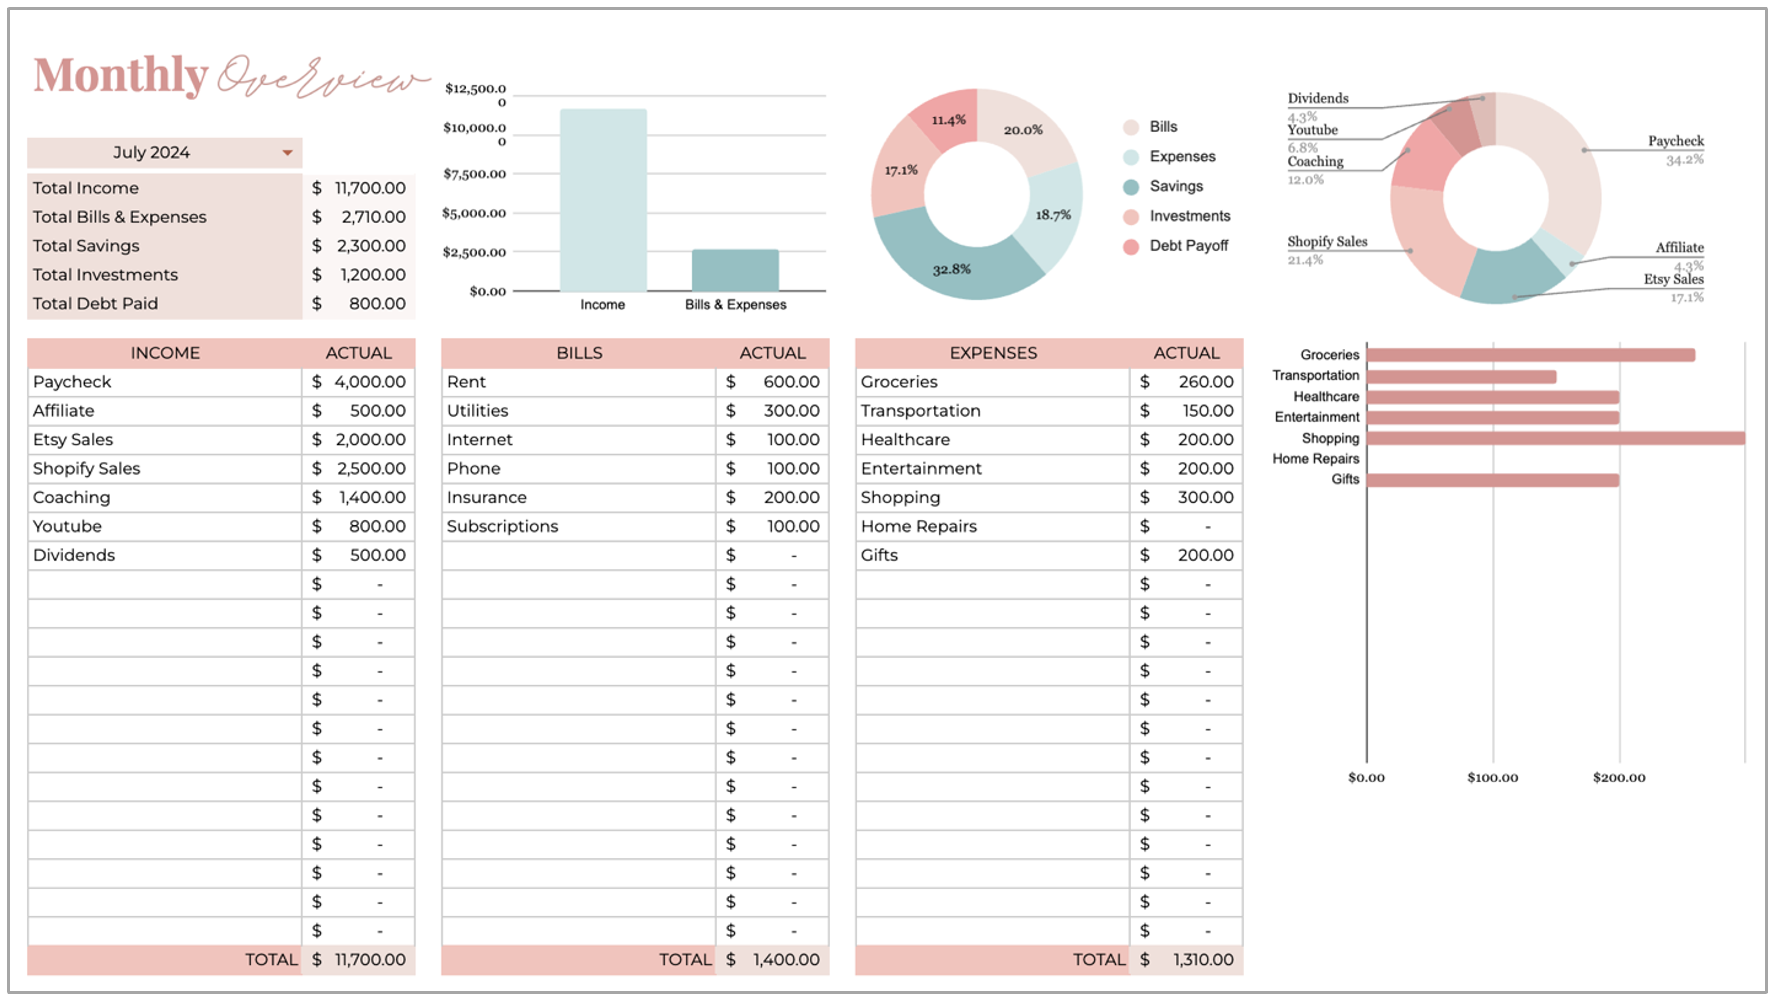 Monthly Overview
July 2024
Total Income $ 11,700.00
Total Bills & Expenses $ 2,710.00
Total Savings $ 2,300.00
Total Investments $ 1,200.00
Total Debt Paid $ 800.00
$12,500.0
0
$10,000.0
0
$7,500.00
$5,000.00
$2,500.00
$0.00
Income
Bills & Expenses
20.0%
18.7%
32.8%
17.1%
11.4%
Bills
Expenses
Savings
Investments
Debt Payoff
Dividends
4.3%
Youtube
6.8%
Coaching
12.0%
Shopify Sales
21.4%
Paycheck
34.2%
Affiliate
4.3%
Etsy Sales
17.1%
INCOME ACTUAL
Paycheck $ 4,000.00
Affiliate $ 500.00
Etsy Sales $ 2,000.00
Shopify Sales $ 2,500.00
Coaching $ 1,400.00
Youtube $ 800.00
Dividends $ 500.00
$ -
$ -
$ -
$ -
$ -
$ -
$ -
$ -
$ -
$ -
$ -
$ -
$ -
TOTAL $ 11,700.00
BILLS ACTUAL
Rent $ 600.00
Utilities $ 300.00
Internet $ 100.00
Phone $ 100.00
Insurance $ 200.00
Subscriptions $ 100.00
$ -
$ -
$ -
$ -
$ -
$ -
$ -
$ -
$ -
$ -
$ -
$ -
$ -
$ -
TOTAL $ 1,400.00
EXPENSES ACTUAL
Groceries $ 260.00
Transportation $ 150.00
Healthcare $ 200.00
Entertainment $ 200.00
Shopping $ 300.00
Home Repairs $ -
Gifts $ 200.00
$ -
$ -
$ -
$ -
$ -
$ -
$ -
$ -
$ -
$ -
$ -
$ -
$ -
TOTAL $ 1,310.00
Groceries
Transportation
Healthcare
Entertainment
Shopping
Home Repairs
Gifts
$0.00 $100.00 $200.00